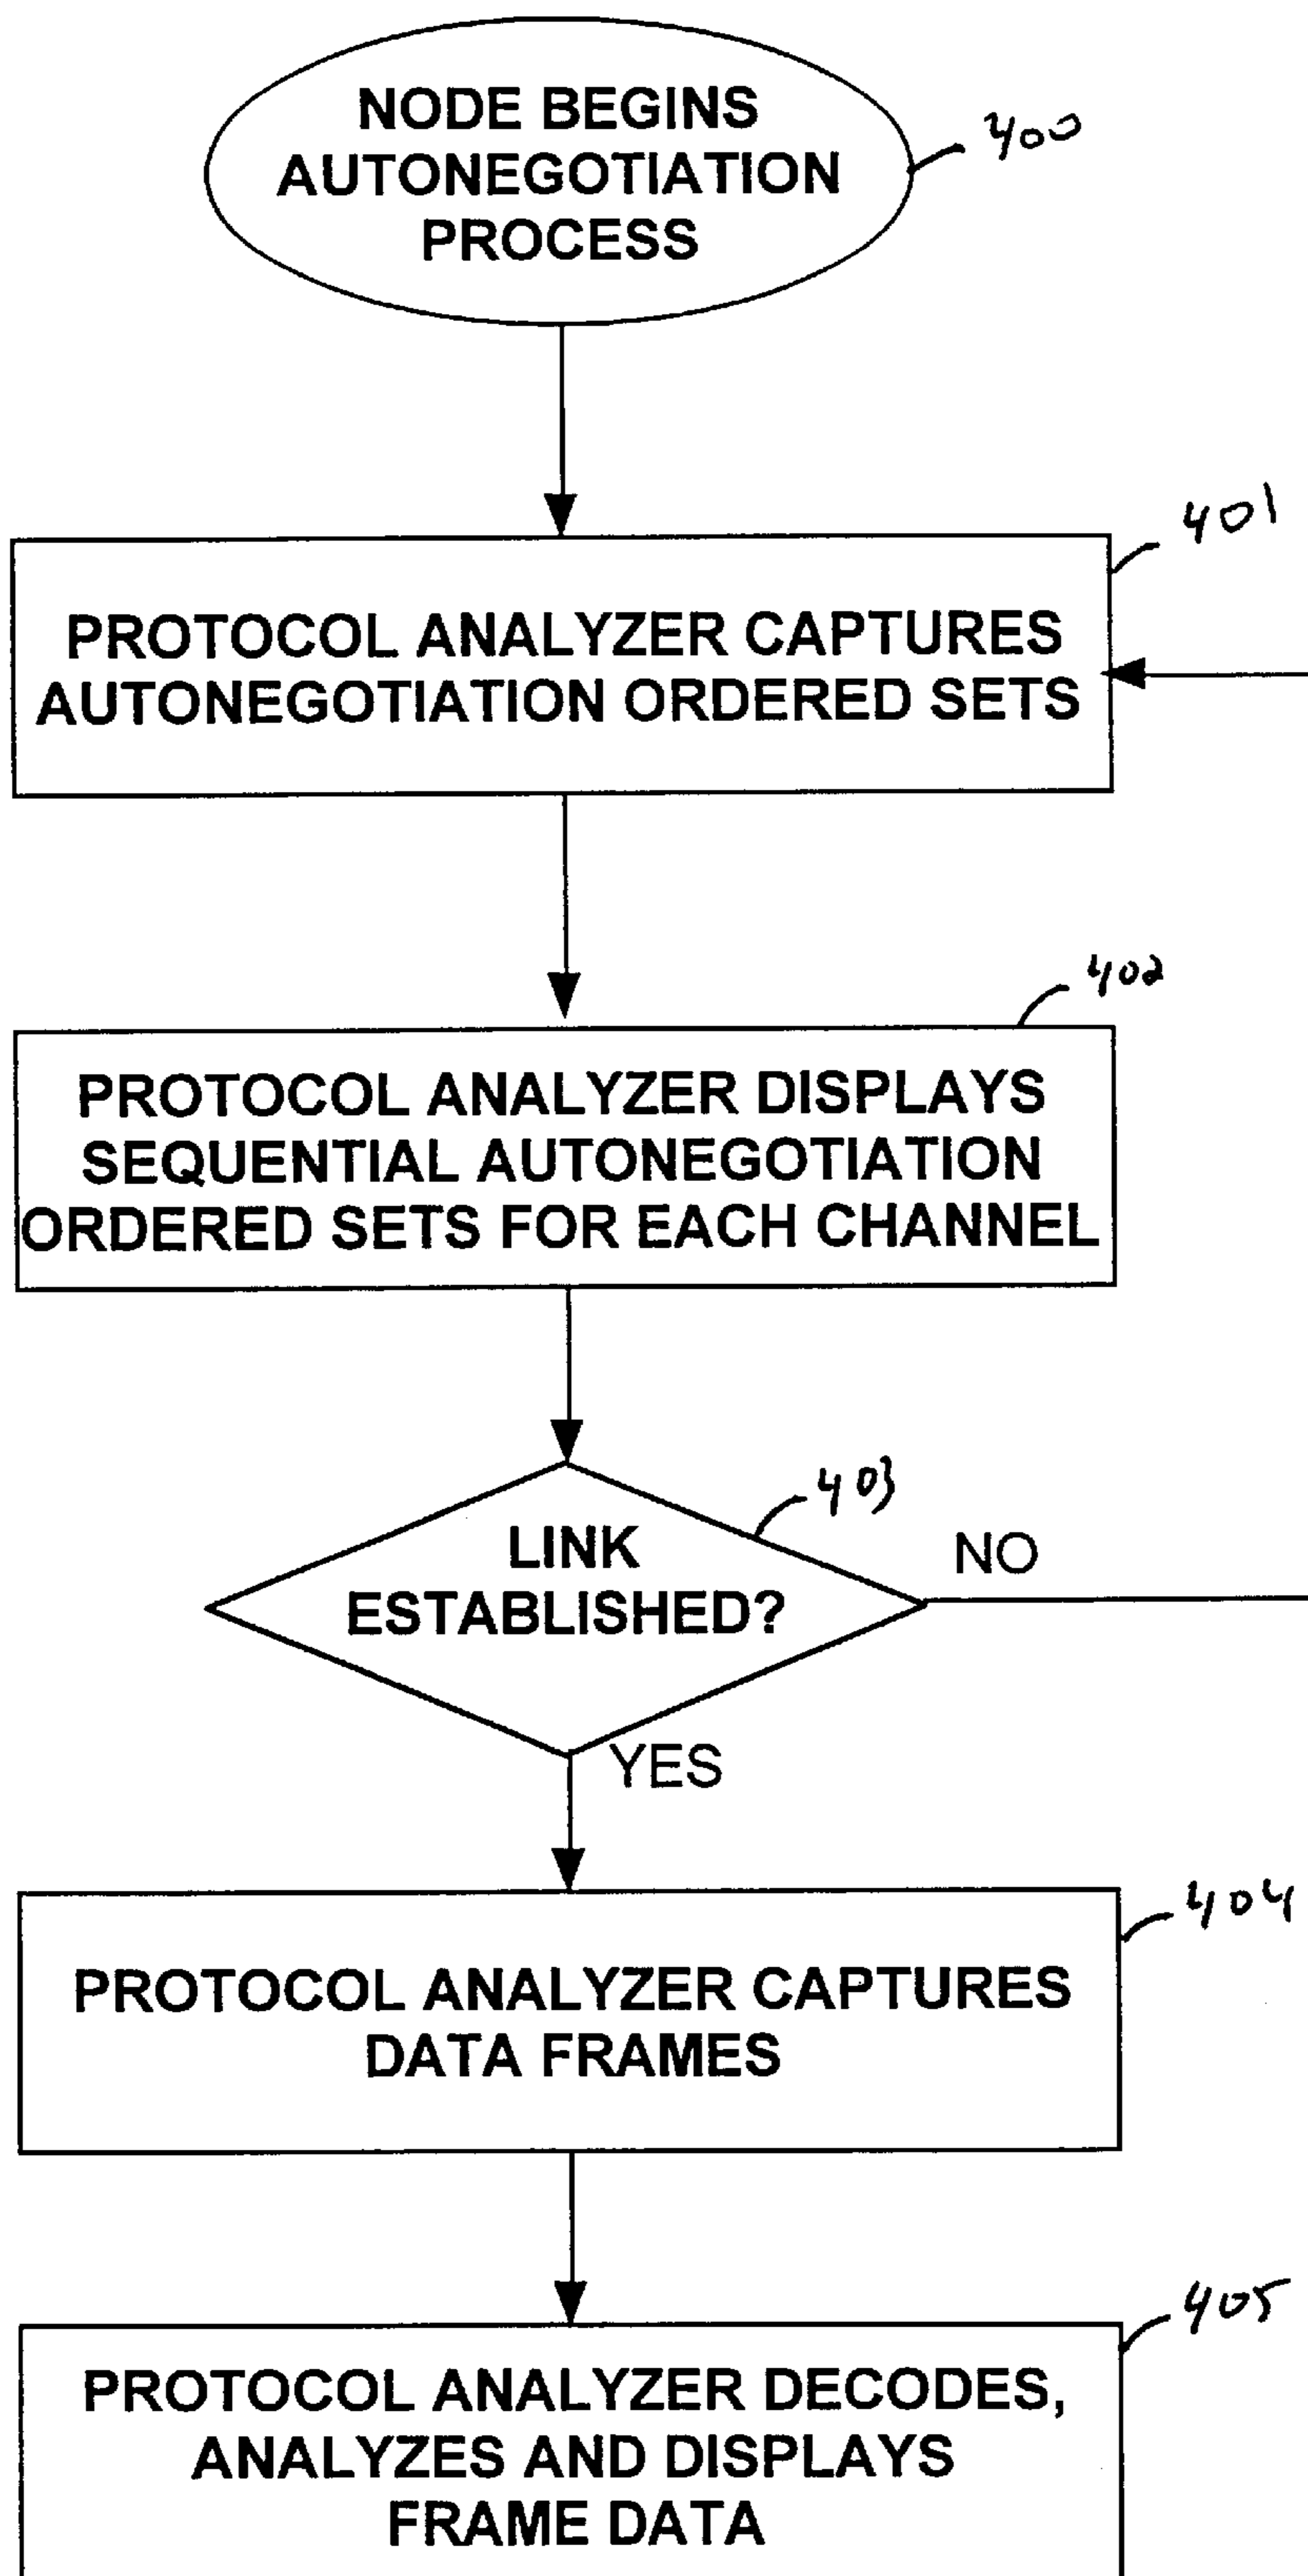 NODE BEGINS
AUTONEGOTIATION
PROCESS
400
401
PROTOCOL ANALYZER CAPTURES
AUTONEGOTIATION ORDERED SETS
402
PROTOCOL ANALYZER DISPLAYS
SEQUENTIAL AUTONEGOTIATION
ORDERED SETS FOR EACH CHANNEL
403
LINK
ESTABLISHED?
NO
YES
404
PROTOCOL ANALYZER CAPTURES
DATA FRAMES
405
PROTOCOL ANALYZER DECODES,
ANALYZES AND DISPLAYS
FRAME DATA